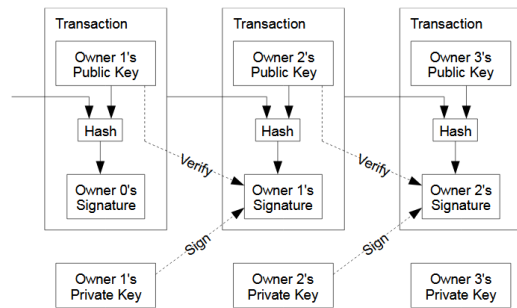 Transaction
Owner 1's
Public Key
Hash
Owner 0's
Signature
Transaction
Owner 2's
Public Key
Hash
Verify
Owner 1's
Signature
Transaction
Owner 3's
Public Key
Hash
Verify
Owner 2's
Signature
Sign
Sign
Owner 1's
Private Key
Owner 2's
Private Key
Owner 3's
Private Key